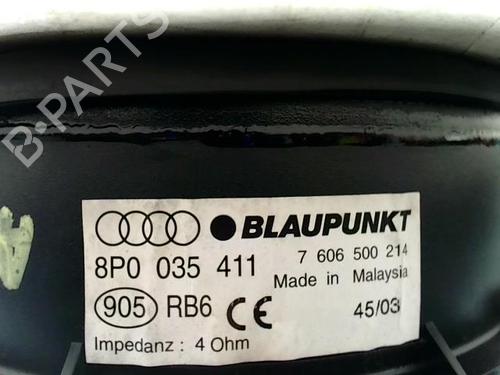 B-PARTS
BLAUPUNKT
8P0 035 411
7 606 500 214
Made in Malaysia
905 RB6 CE
45/03
Impedanz : 4 Ohm